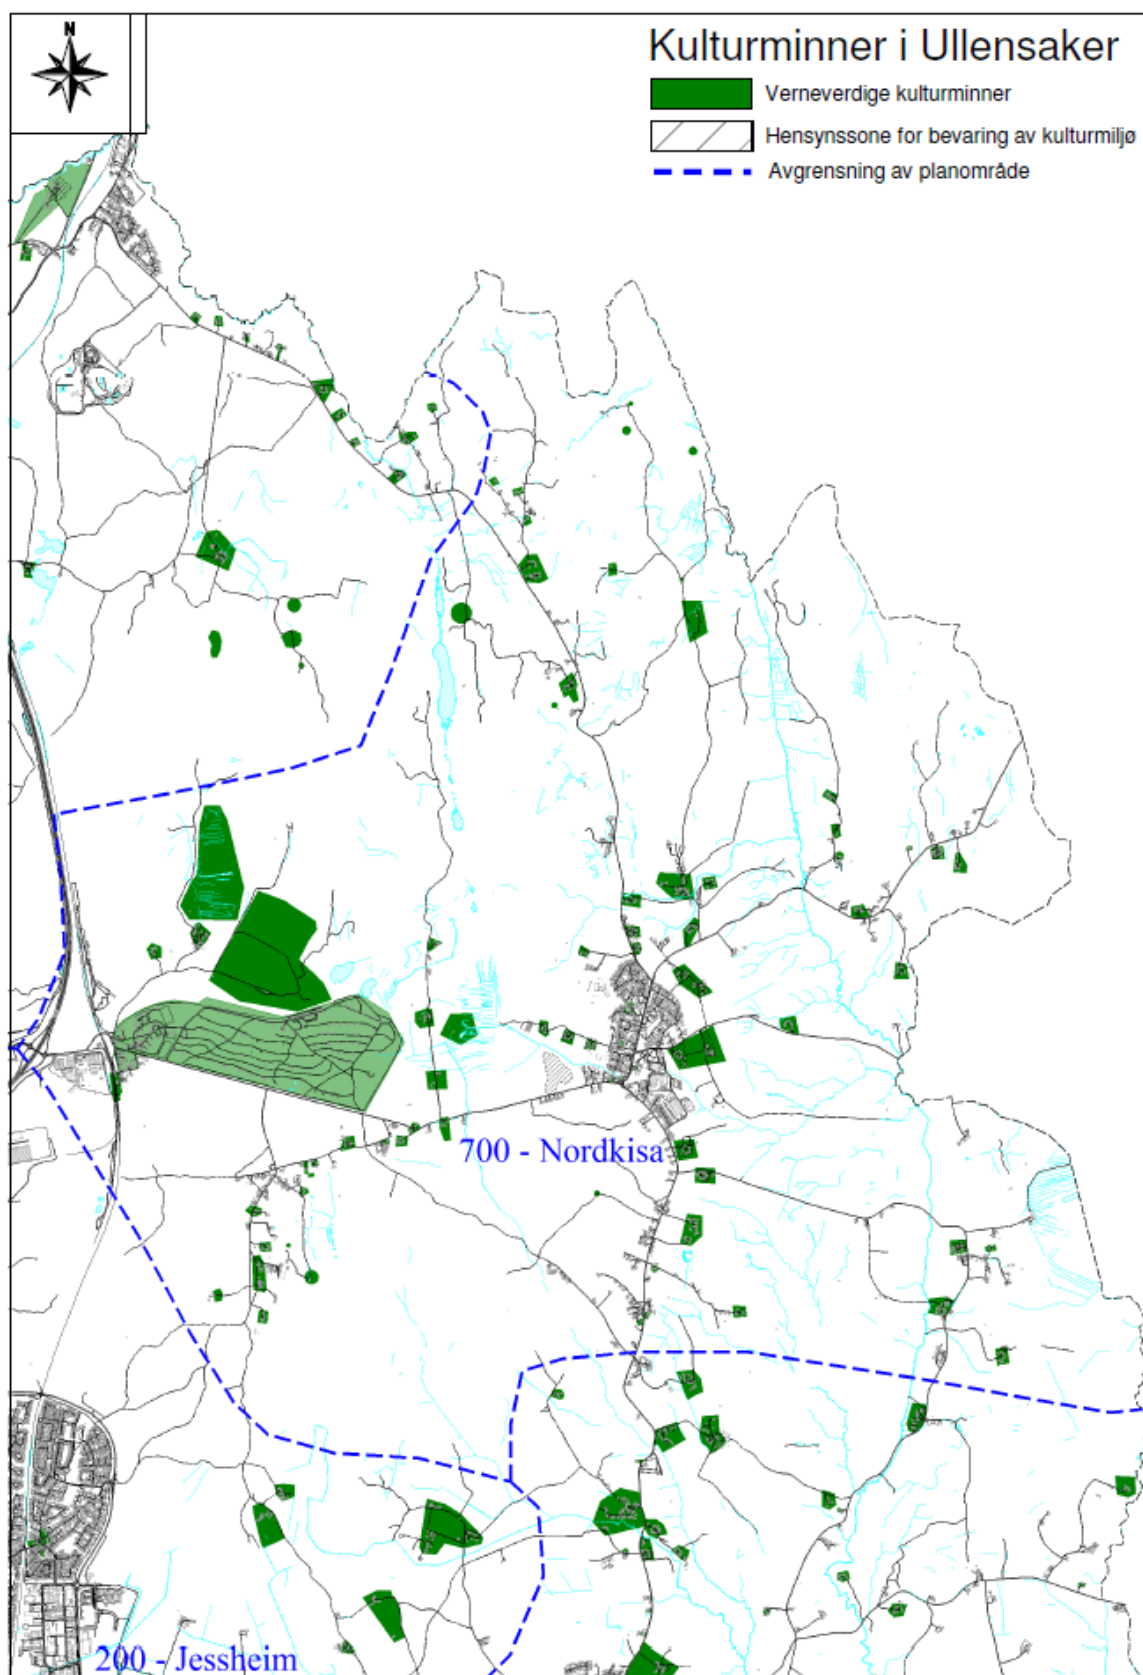 N
Kulturminner i Ullensaker
Verneverdige kulturminner
Hensynssone for bevaring av kulturmiljø
Avgrensning av planområde
700 - Nordkisa
200 - Jessheim